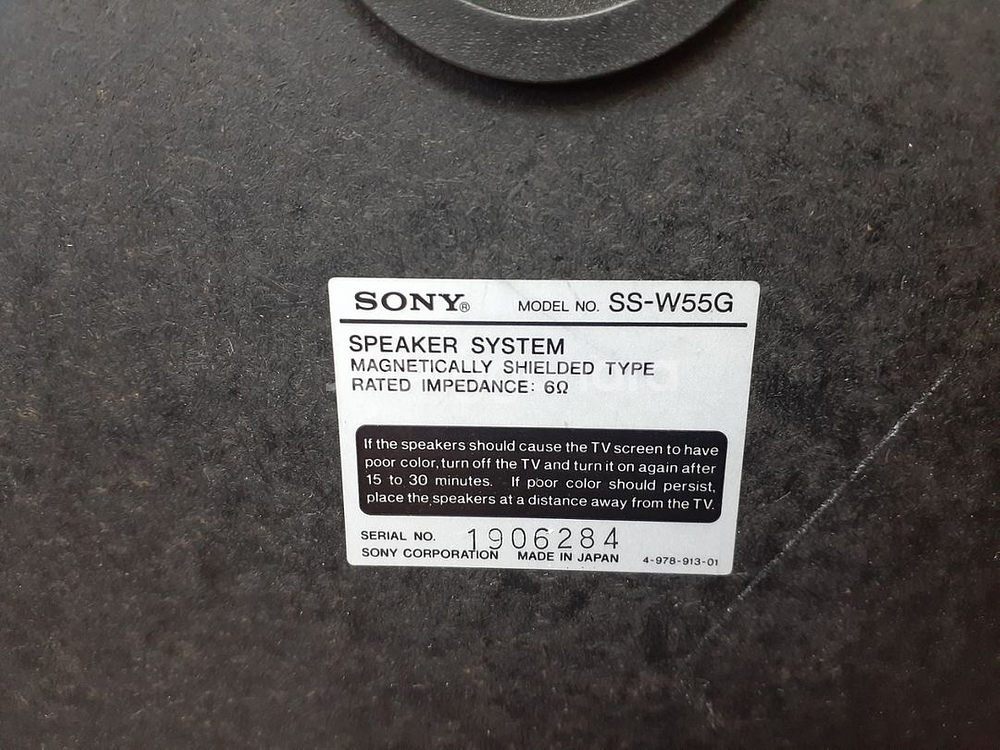 SONY® MODEL NO. SS-W55G
SPEAKER SYSTEM
MAGNETICALLY SHIELDED TYPE
RATED IMPEDANCE: 6Ω
If the speakers should cause the TV screen to have
poor color, turn off the TV and turn it on again after
15 to 30 minutes. If poor color should persist,
place the speakers at a distance away from the TV.
SERIAL NO. 1906284
SONY CORPORATION MADE IN JAPAN 4-978-913-01